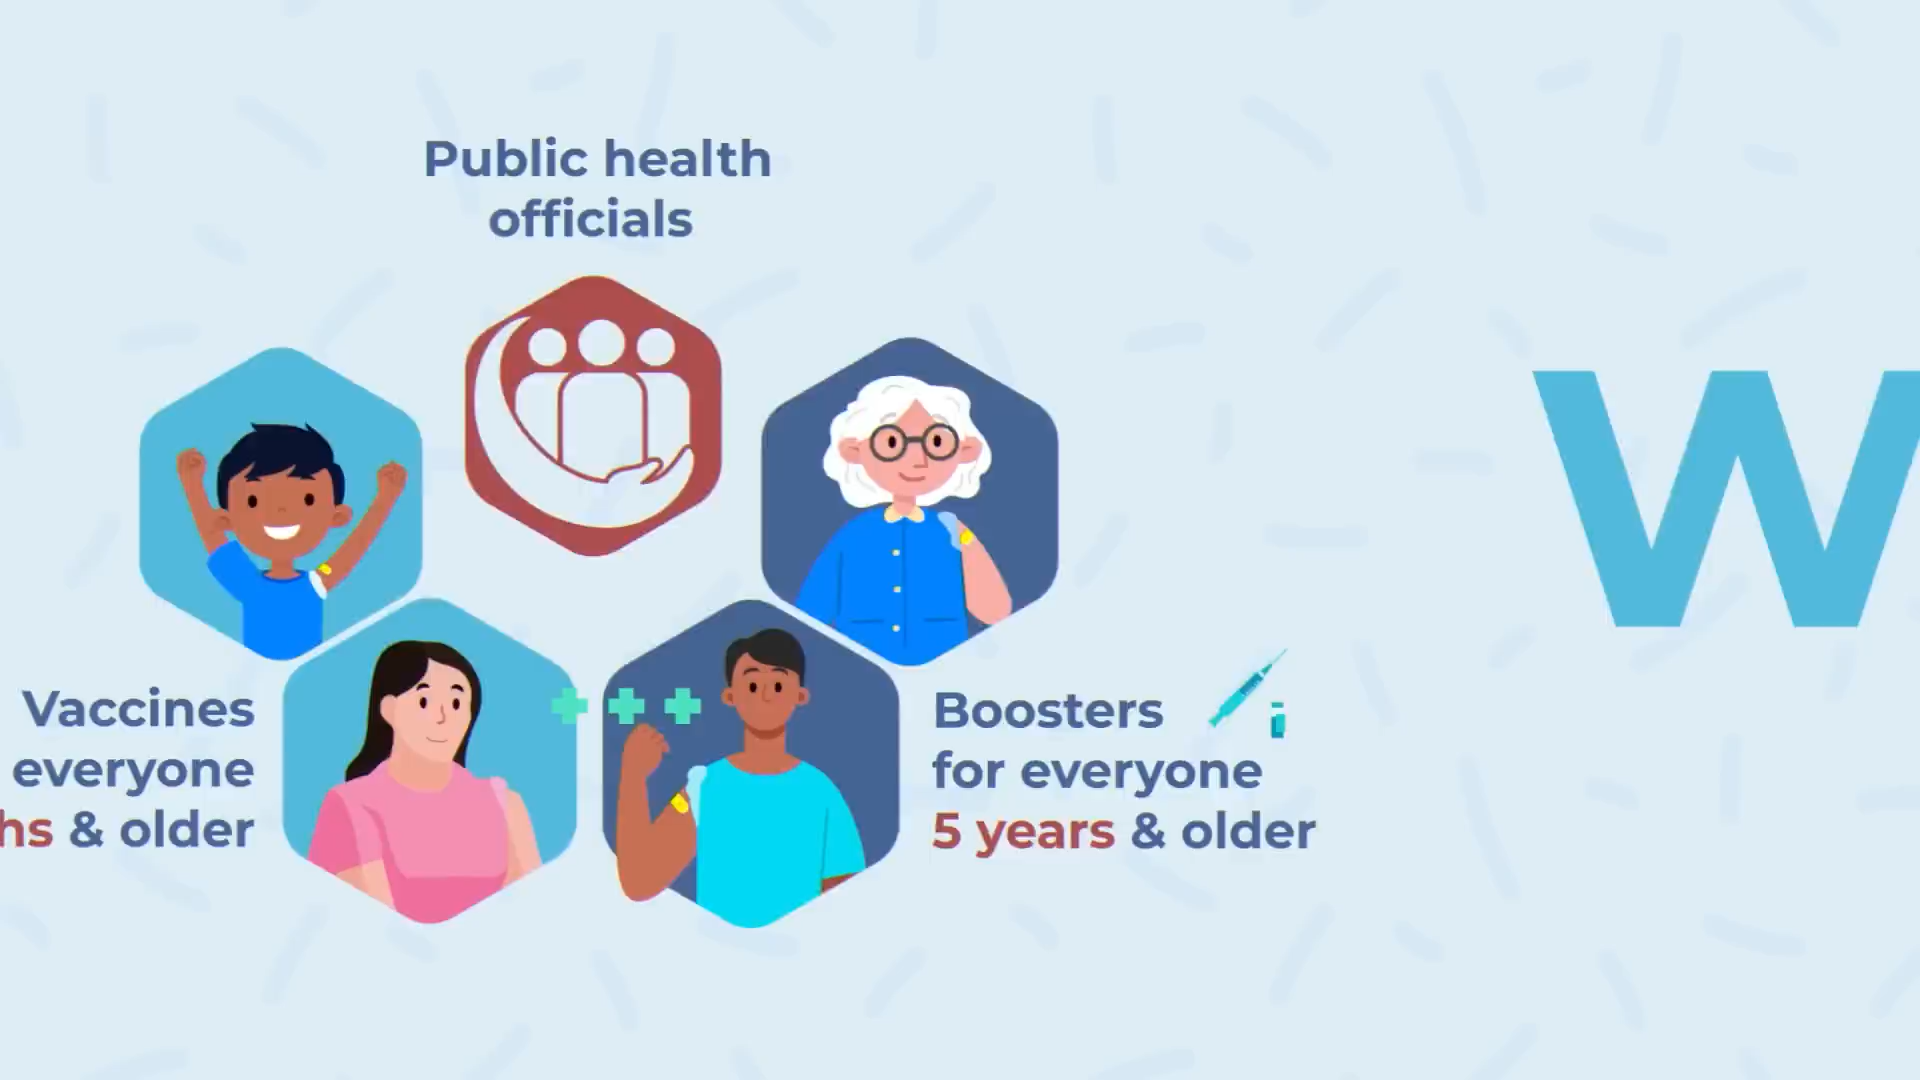 Public health
officials
Vaccines
everyone
hs & older
Boosters
for everyone
5 years & older
W